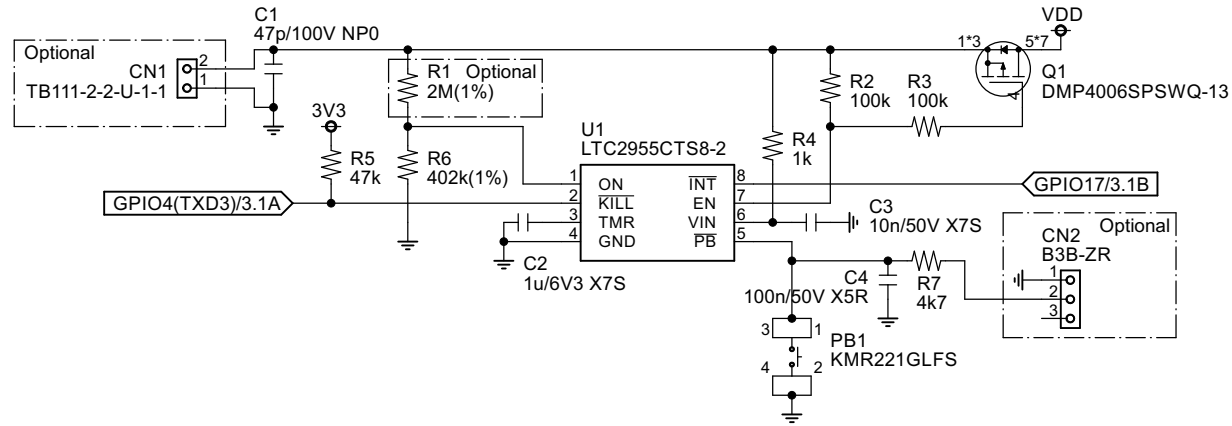 C1
47p/100V NP0
VDD
Optional
CN1
TB111-2-2-U-1-1
2
1
R1
Optional
2M(1%)
1*3
5*7
4
Q1
DMP4006SPSWQ-13
R2
100k
R3
100k
3V3
R5
47k
R6
402k(1%)
U1
LTC2955CTS8-2
R4
1k
GPIO4(TXD3)/3.1A
1
2
3
4
ON
KILL
TMR
GND
INT
EN
VIN
PB
8
7
6
5
GPIO17/3.1B
C2
1u/6V3 X7S
C3
10n/50V X7S
Optional
CN2
B3B-ZR
1
2
3
C4
100n/50V X5R
R7
4k7
3
1
4
2
PB1
KMR221GLFS